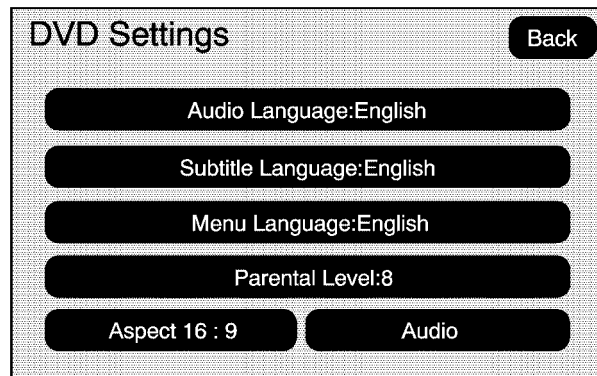 DVD Settings
Back
Audio Language:English
Subtitle Language:English
Menu Language:English
Parental Level:8
Aspect 16 : 9
Audio